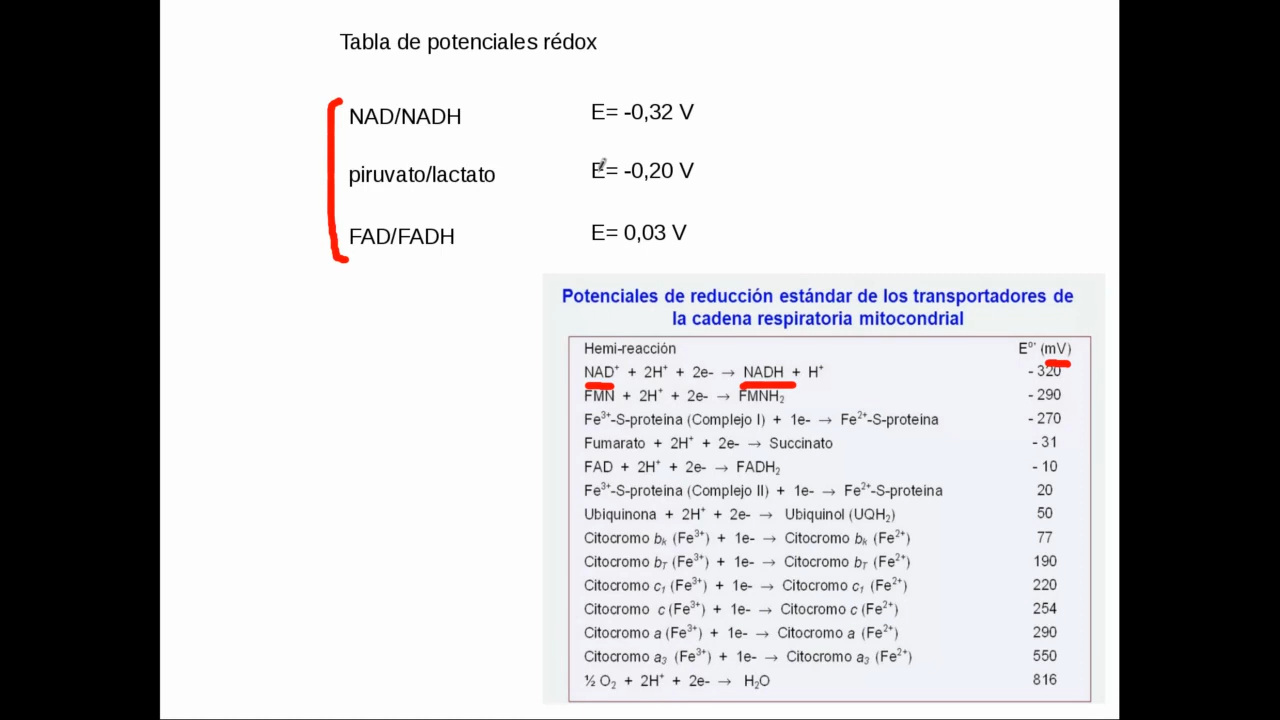 Tabla de potenciales rédox
NAD/NADH E= -0,32 V
piruvato/lactato E= -0,20 V
FAD/FADH E= 0,03 V
Potenciales de reducción estándar de los transportadores de
la cadena respiratoria mitocondrial
Hemi-reacción E°' (mV)
NAD⁺ + 2H⁺ + 2e- → NADH + H⁺ - 320
FMN + 2H⁺ + 2e- → FMNH₂ - 290
Fe³⁺-S-proteina (Complejo I) + 1e- → Fe²⁺-S-proteina - 270
Fumarato + 2H⁺ + 2e- → Succinato - 31
FAD + 2H⁺ + 2e- → FADH₂ - 10
Fe³⁺-S-proteina (Complejo II) + 1e- → Fe²⁺-S-proteina 20
Ubiquinona + 2H⁺ + 2e- → Ubiquinol (UQH₂) 50
Citocromo bₖ (Fe³⁺) + 1e- → Citocromo bₖ (Fe²⁺) 77
Citocromo b_T (Fe³⁺) + 1e- → Citocromo b_T (Fe²⁺) 190
Citocromo c₁ (Fe³⁺) + 1e- → Citocromo c₁ (Fe²⁺) 220
Citocromo c (Fe³⁺) + 1e- → Citocromo c (Fe²⁺) 254
Citocromo a (Fe³⁺) + 1e- → Citocromo a (Fe²⁺) 290
Citocromo a₃ (Fe³⁺) + 1e- → Citocromo a₃ (Fe²⁺) 550
½ O₂ + 2H⁺ + 2e- → H₂O 816